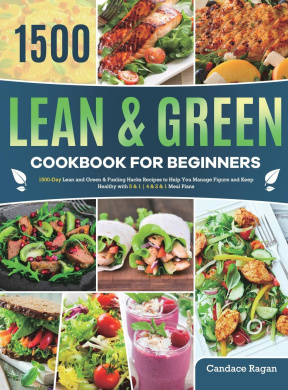 1500
LEAN & GREEN
COOKBOOK FOR BEGINNERS
1500-Day Lean and Green & Fueling Hacks Recipes to Help You Manage Figure and Keep
Healthy with 5 & 1 | 4 & 2 & 1 Meal Plans
Candace Ragan